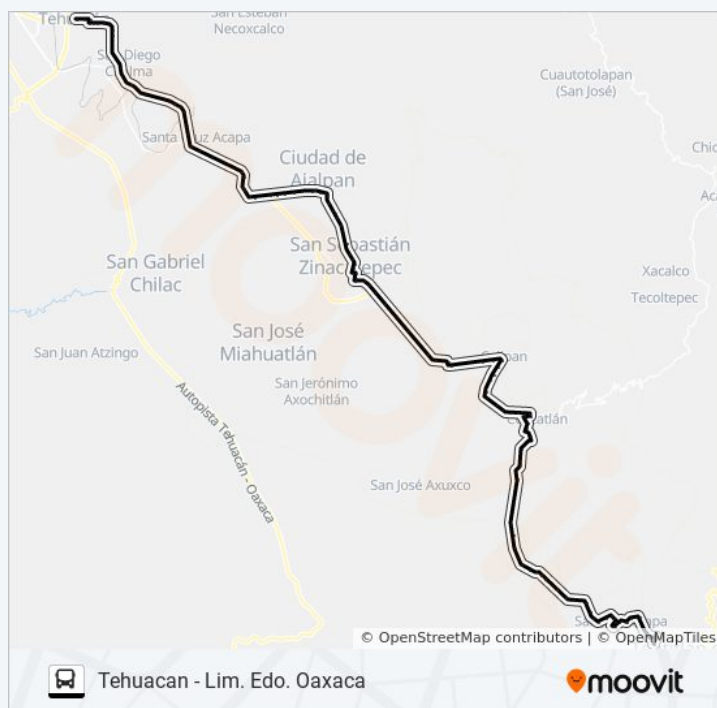 San Esteban
Necoxcalco
San Diego
Cuautotolapan
(San José)
Santa Cruz Acapa
Ciudad de
Ajalpan
San Sebastián
Zinacatepec
San Gabriel
Chilac
Xacalco
Tecoltepec
San José
Miahuatlán
San Juan Atzingo
San Jerónimo
Axochitlán
Autopista Tehuacán - Oaxaca
San José Axuxco
© OpenStreetMap contributors | © OpenMapTiles
Tehuacan - Lim. Edo. Oaxaca
moovit